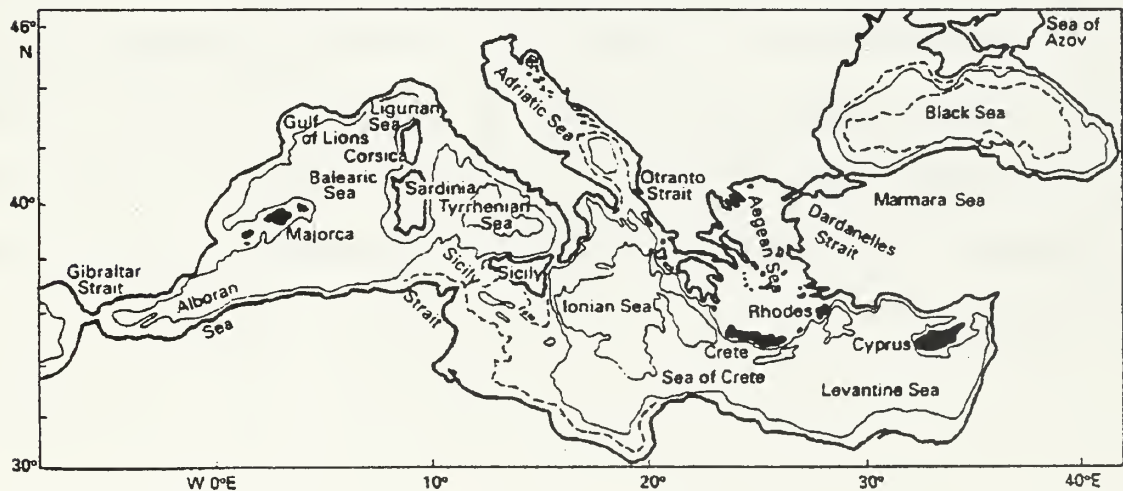 46°
N
Sea of
Azov
Black Sea
Adriatic Sea
Ligurian
Sea
Gulf
of Lions
Corsica
Balearic
Sea
Sardinia
Tyrrhenian
Sea
Otranto
Strait
Marmara Sea
40°
Majorca
Aegean Sea
Dardanelles
Strait
Gibraltar
Strait
Alboran
Sea
Sicily
Strait
Sicily
Ionian Sea
Rhodes
Cyprus
Crete
Sea of Crete
Levantine Sea
30°
W 0°E
10°
20°
30°
40°E